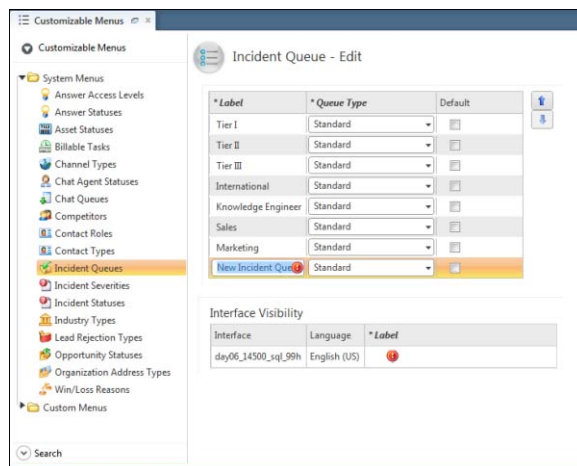 Customizable Menus
Customizable Menus
System Menus
Answer Access Levels
Answer Statuses
Asset Statuses
Billable Tasks
Channel Types
Chat Agent Statuses
Chat Queues
Competitors
Contact Roles
Contact Types
Incident Queues
Incident Severities
Incident Statuses
Industry Types
Lead Rejection Types
Opportunity Statuses
Organization Address Types
Win/Loss Reasons
Custom Menus
Search
Incident Queue - Edit
* Label * Queue Type Default
Tier I Standard
Tier II Standard
Tier III Standard
International Standard
Knowledge Engineer Standard
Sales Standard
Marketing Standard
New Incident Que Standard
Interface Visibility
Interface Language * Label
day06_14500_sql_99h English (US)